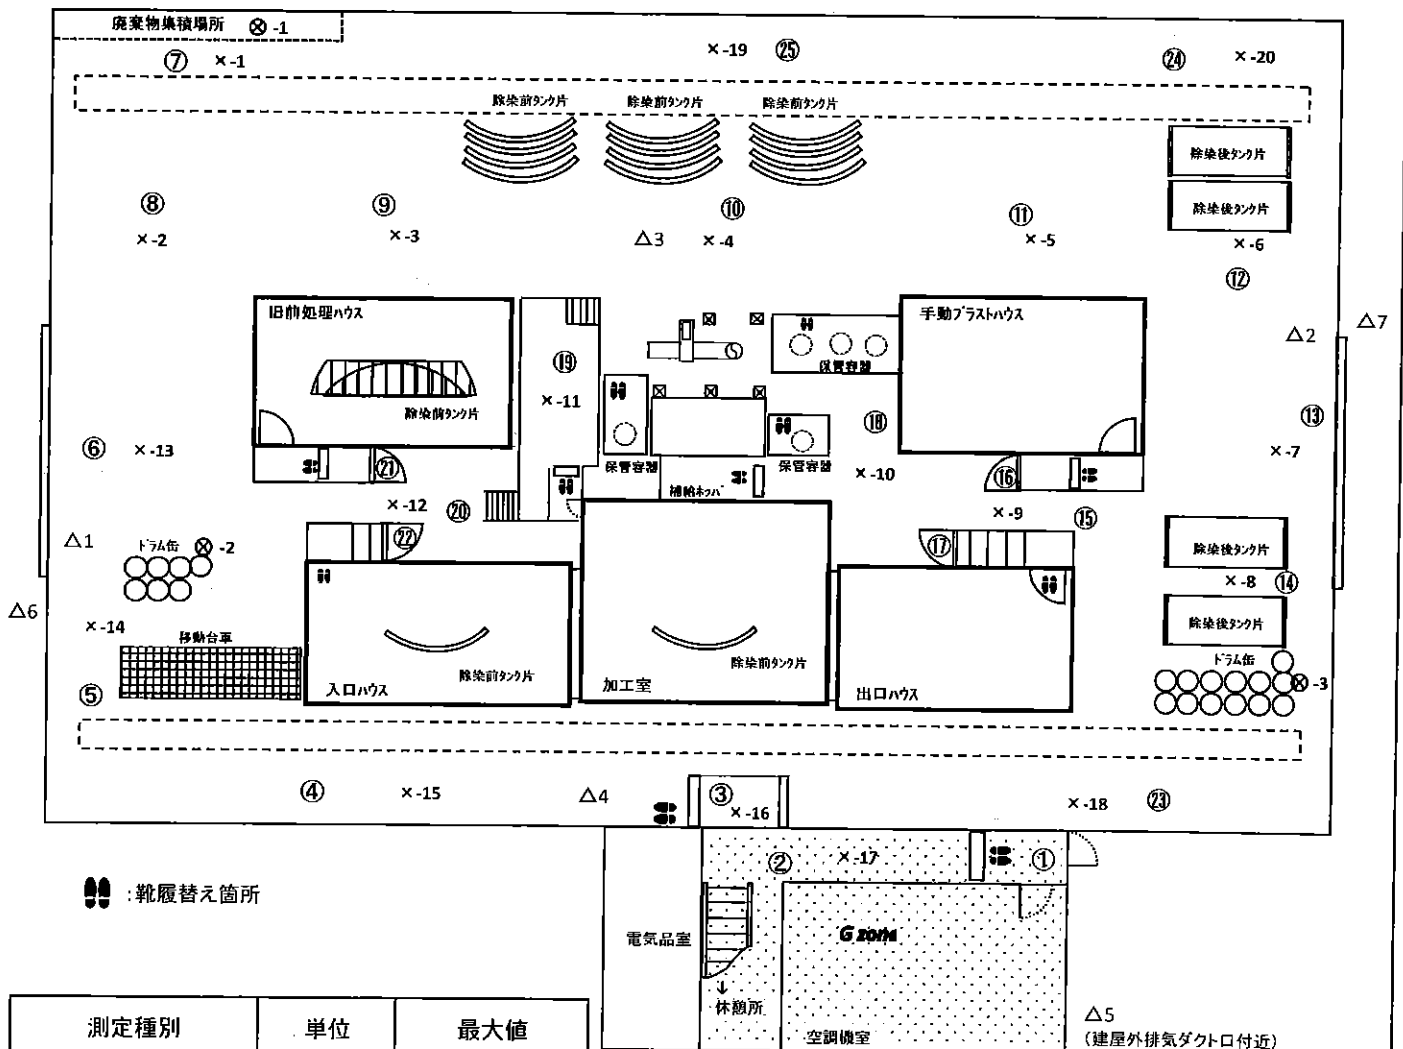 廃棄物集積場所 ⊗ -1
⑦ ×-1
×-19 ㉕
㉔ ×-20
除染前タンク片 除染前タンク片 除染前タンク片
除染後タンク片
除染後タンク片
⑧ ⑨ ⑩ ⑪
×-2 ×-3 △3 ×-4 ×-5 ×-6
⑫
旧前処理ハウス
手動ブラストハウス
△2 △7
保管容器
⑲
除染前タンク片
×-11
⑱
⑬
⑥ ×-13
×-7
㉑
保管容器 保管容器
×-10
⑯
補給ホッパ
×-12 ⑳
×-9 ⑮
△1
ドラム缶 ⊗ -2
㉒
⑰
除染後タンク片
×-8 ⑭
△6
×-14
移動台車
除染後タンク片
ドラム缶
除染前タンク片
除染前タンク片
⑤
入口ハウス
加工室
出口ハウス
⊗ -3
④ ×-15 △4 ③ ×-16
×-18 ㉓
② ×-17 ①
:靴履替え箇所
電気品室
G zone
↓
休憩所
空調機室
△5
(建屋外排気ダクト口付近)
測定種別 単位 最大値